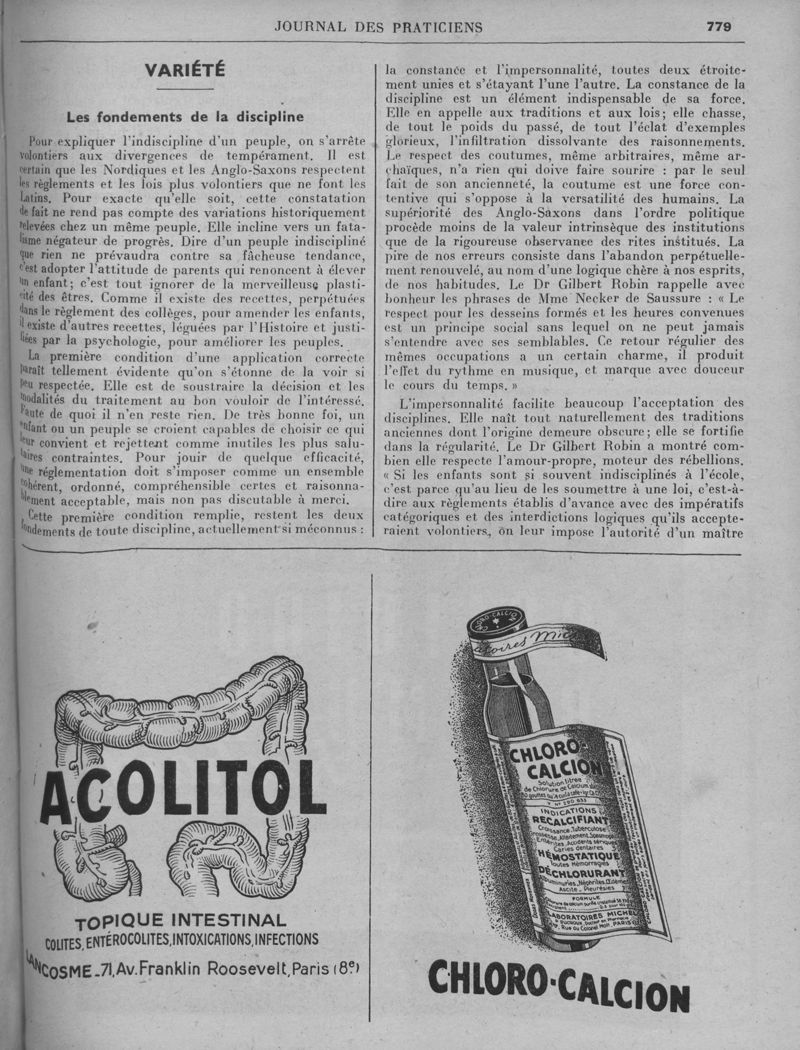 JOURNAL DES PRATICIENS
779
VARIÉTÉ
Les fondements de la discipline
Pour expliquer l'indiscipline d'un peuple, on s'arrête
volontiers aux divergences de tempérament. Il est
certain que les Nordiques et les Anglo-Saxons respectent
les règlements et les lois plus volontiers que ne font les
Latins. Pour exacte qu'elle soit, cette constatation
de fait ne rend pas compte des variations historiquement
relevées chez un même peuple. Elle incline vers un fata-
lisme négateur de progrès. Dire d'un peuple indiscipliné
que rien ne prévaudra contre sa fâcheuse tendance,
c'est adopter l'attitude de parents qui renoncent à élever
un enfant; c'est tout ignorer de la merveilleuse plasti-
cité des êtres. Comme il existe des recettes, perpétuées
dans le règlement des collèges, pour amender les enfants,
il existe d'autres recettes, léguées par l'Histoire et justi-
fiées par la psychologie, pour améliorer les peuples.
La première condition d'une application correcte
paraît tellement évidente qu'on s'étonne de la voir si
peu respectée. Elle est de soustraire la décision et les
modalités du traitement au bon vouloir de l'intéressé.
Faute de quoi il n'en reste rien. De très bonne foi, un
enfant ou un peuple se croient capables de choisir ce qui
leur convient et rejettent comme inutiles les plus salu-
taires contraintes. Pour jouir de quelque efficacité,
une réglementation doit s'imposer comme un ensemble
cohérent, ordonné, compréhensible certes et raisonna-
blement acceptable, mais non pas discutable à merci.
Cette première condition remplie, restent les deux
fondements de toute discipline, actuellement si méconnus :
la constance et l'impersonnalité, toutes deux étroite-
ment unies et s'étayant l'une l'autre. La constance de la
discipline est un élément indispensable de sa force.
Elle en appelle aux traditions et aux lois; elle chasse,
de tout le poids du passé, de tout l'éclat d'exemples
glorieux, l'infiltration dissolvante des raisonnements.
Le respect des coutumes, même arbitraires, même ar-
chaïques, n'a rien qui doive faire sourire : par le seul
fait de son ancienneté, la coutume est une force con-
tentive qui s'oppose à la versatilité des humains. La
supériorité des Anglo-Saxons dans l'ordre politique
procède moins de la valeur intrinsèque des institutions
que de la rigoureuse observance des rites institués. La
pire de nos erreurs consiste dans l'abandon perpétuelle-
ment renouvelé, au nom d'une logique chère à nos esprits,
de nos habitudes. Le Dr Gilbert Robin rappelle avec
bonheur les phrases de Mme Necker de Saussure : « Le
respect pour les desseins formés et les heures convenues
est un principe social sans lequel on ne peut jamais
s'entendre avec ses semblables. Ce retour régulier des
mêmes occupations a un certain charme, il produit
l'effet du rythme en musique, et marque avec douceur
le cours du temps. »
L'impersonnalité facilite beaucoup l'acceptation des
disciplines. Elle naît tout naturellement des traditions
anciennes dont l'origine demeure obscure; elle se fortifie
dans la régularité. Le Dr Gilbert Robin a montré com-
bien elle respecte l'amour-propre, moteur des rébellions.
« Si les enfants sont si souvent indisciplinés à l'école,
c'est parce qu'au lieu de les soumettre à une loi, c'est-à-
dire aux règlements établis d'avance avec des impératifs
catégoriques et des interdictions logiques qu'ils accepte-
raient volontiers, on leur impose l'autorité d'un maître
ACOLITOL
TOPIQUE INTESTINAL
COLITES, ENTÉROCOLITES, INTOXICATIONS, INFECTIONS
LANCOSME_71, Av. Franklin Roosevelt, Paris (8e)
CHLORO-
CALCION
Solution titrée
de Chlorure de Calcium
INDICATIONS
RECALCIFIANT
Croissance, Tuberculose
Caries dentaires
HÉMOSTATIQUE
Toutes Hémorragies
DÉCHLORURANT
Ascite, Pleurésies
FORMULE
LABORATOIRES MICHEL
PARIS
CHLORO-CALCION